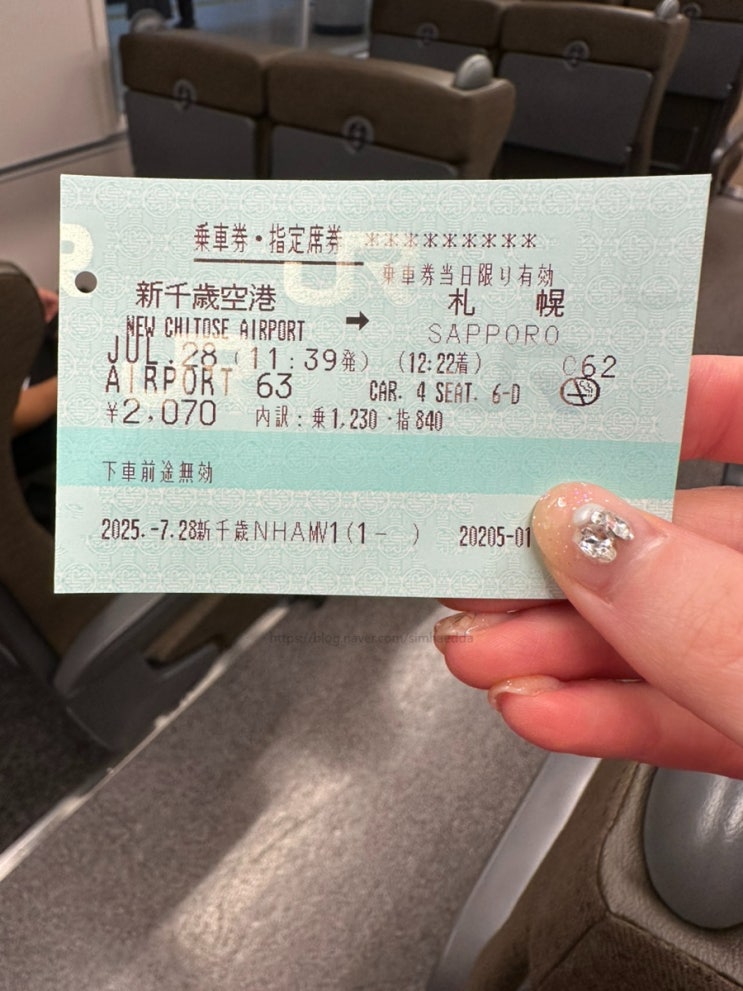 乗車券・指定席券 *********
乗車券当日限り有効
新千歳空港 → 札 幌
NEW CHITOSE AIRPORT SAPPORO
JUL.28 (11:39発) (12:22着) C62
AIRPORT 63 CAR. 4 SEAT. 6-D
¥2,070 内訳:乗1,230・指840
下車前途無効
2025.-7.28新千歳NHAMV1(1- ) 20205-01
https://blog.naver.com/simhaedda
JR